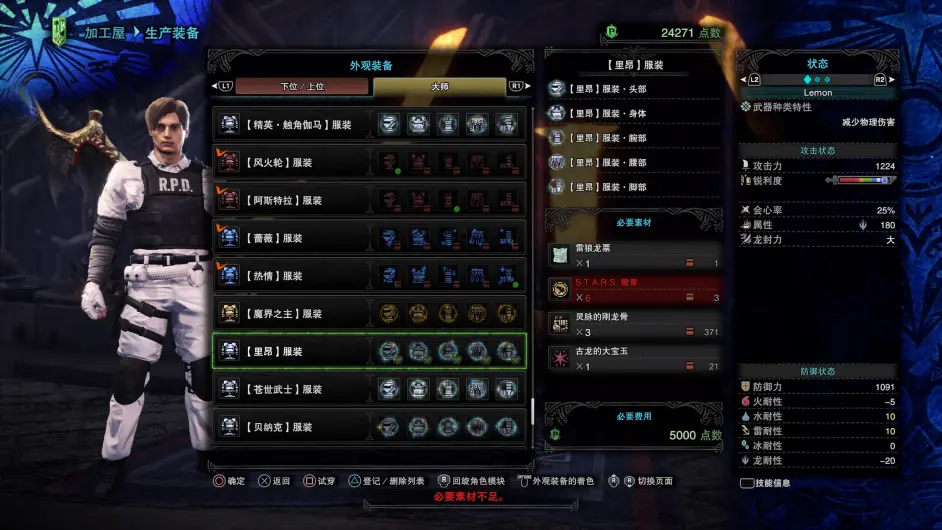 加工屋 ▶ 生产装备
24271 点数
外观装备
L1 下位／上位 大师 R1
【精英・触角伽马】服装
【风火轮】服装
【阿斯特拉】服装
【蔷薇】服装
【热情】服装
【魔界之主】服装
【里昂】服装
【苍世武士】服装
【贝纳克】服装
R.P.D.
【里昂】服装
【里昂】服装・头部
【里昂】服装・身体
【里昂】服装・腕部
【里昂】服装・腰部
【里昂】服装・脚部
必要素材
雷狼龙票
×1 1
S.T.A.R.S.徽章
×6 3
灵脉的刚龙骨
×3 371
古龙的大宝玉
×1 21
必要费用
5000 点数
状态
L2 R2
Lemon
武器种类特性
减少物理伤害
攻击状态
攻击力 1224
锐利度
会心率 25%
属性 180
龙封力 大
防御状态
防御力 1091
火耐性 -5
水耐性 10
雷耐性 10
冰耐性 0
龙耐性 -20
技能信息
确定 返回 试穿 登记／删除列表 R 回旋角色模块 OPTIONS 外观装备的着色 R R 切换页面
必要素材不足。